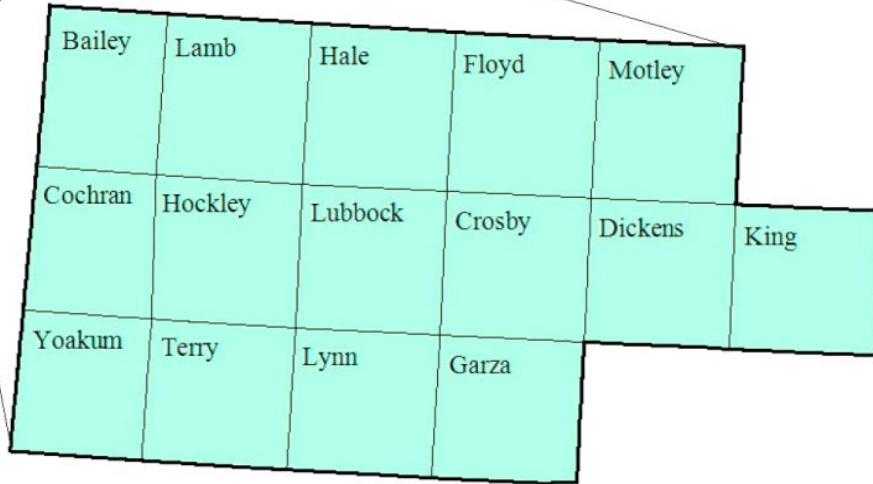 Bailey
Lamb
Hale
Floyd
Motley
Cochran
Hockley
Lubbock
Crosby
Dickens
King
Yoakum
Terry
Lynn
Garza